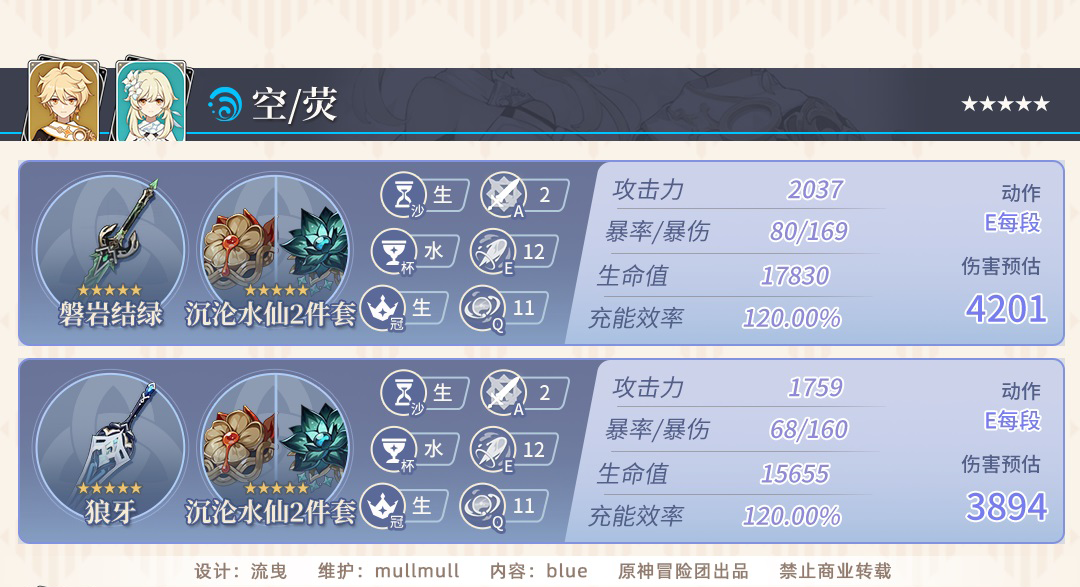 空/荧 ★★★★★
磐岩结绿
沉沦水仙2件套
沙 生
A 2
杯 水
E 12
冠 生
Q 11
攻击力 2037
暴率/暴伤 80/169
生命值 17830
充能效率 120.00%
动作
E每段
伤害预估
4201
狼牙
沉沦水仙2件套
沙 生
A 2
杯 水
E 12
冠 生
Q 11
攻击力 1759
暴率/暴伤 68/160
生命值 15655
充能效率 120.00%
动作
E每段
伤害预估
3894
设计：流曳 维护：mullmull 内容：blue 原神冒险团出品 禁止商业转载